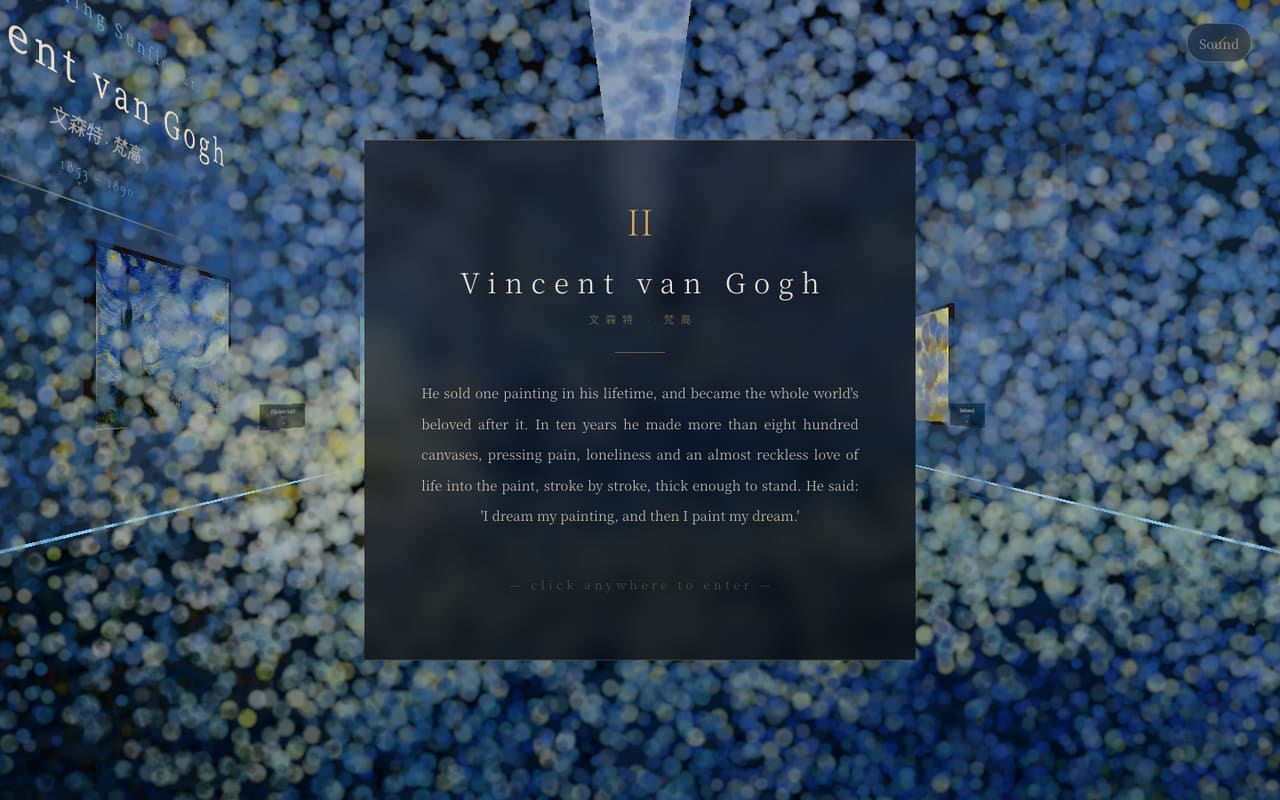 ing Sunflower
ent van Gogh
文森特 · 梵高
1853 – 1890
Sound
II
Vincent van Gogh
文森特 · 梵高
He sold one painting in his lifetime, and became the whole world's
beloved after it. In ten years he made more than eight hundred
canvases, pressing pain, loneliness and an almost reckless love of
life into the paint, stroke by stroke, thick enough to stand. He said:
'I dream my painting, and then I paint my dream.'
— click anywhere to enter —